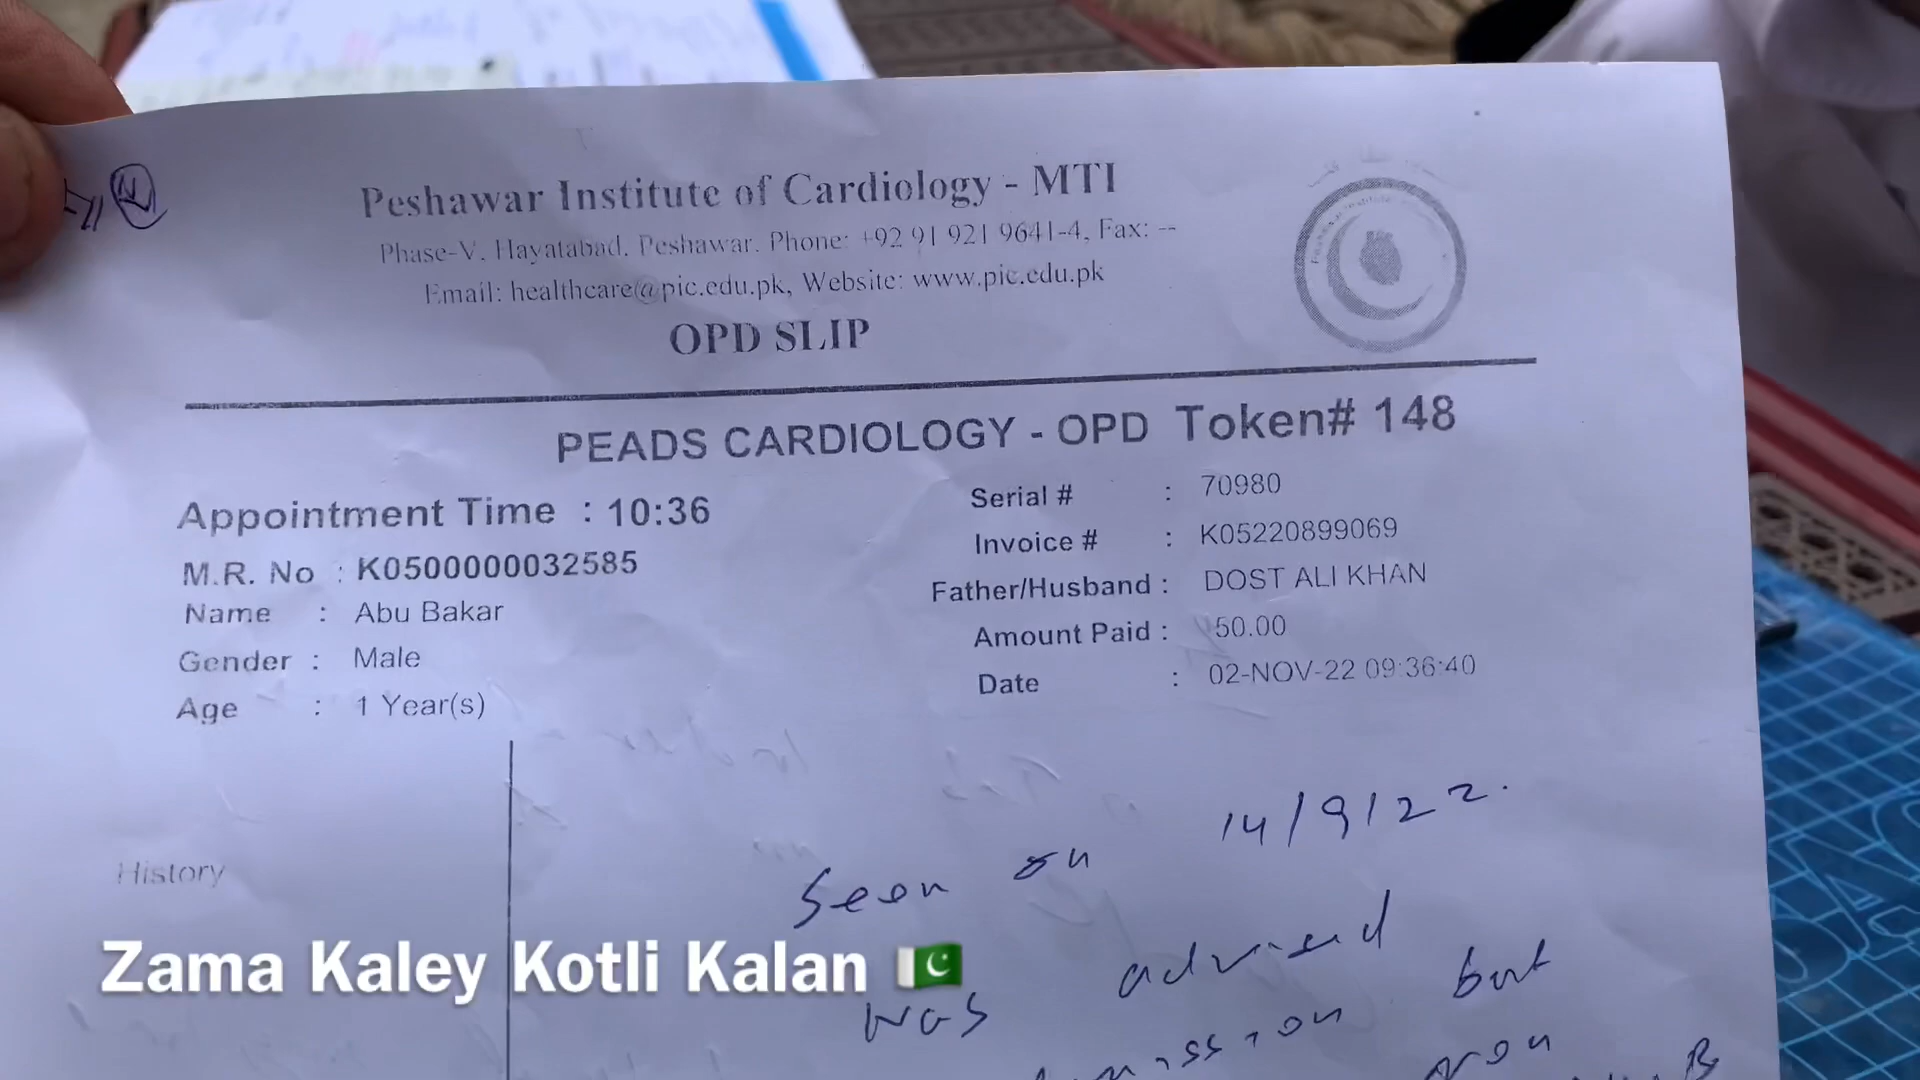 Peshawar Institute of Cardiology - MTI
Phase-V, Hayatabad, Peshawar. Phone: +92 91 921 9641-4, Fax: --
Email: healthcare@pic.edu.pk, Website: www.pic.edu.pk
OPD SLIP
PEADS CARDIOLOGY - OPD Token# 148
Appointment Time : 10:36
Serial # : 70980
M.R. No : K0500000032585
Invoice # : K05220899069
Name : Abu Bakar
Father/Husband : DOST ALI KHAN
Gender : Male
Amount Paid : 50.00
Age : 1 Year(s)
Date : 02-NOV-22 09:36:40
History
Seen on 14/9/22.
Zama Kaley Kotli Kalan
was advised
but